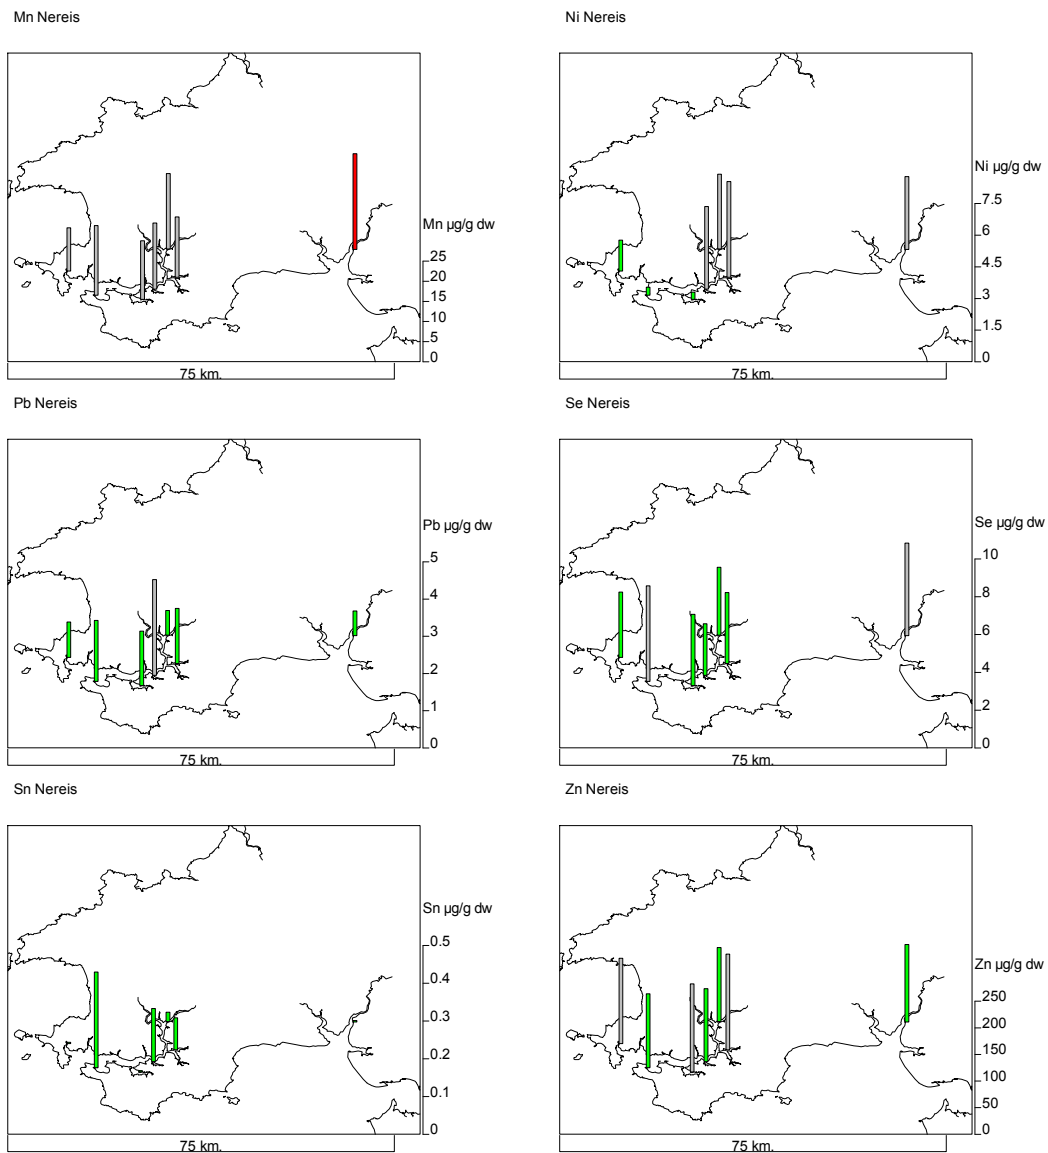 Mn Nereis
Mn µg/g dw
25
20
15
10
5
0
75 km.
Ni Nereis
Ni µg/g dw
7.5
6
4.5
3
1.5
0
75 km.
Pb Nereis
Pb µg/g dw
5
4
3
2
1
0
75 km.
Se Nereis
Se µg/g dw
10
8
6
4
2
0
75 km.
Sn Nereis
Sn µg/g dw
0.5
0.4
0.3
0.2
0.1
0
75 km.
Zn Nereis
Zn µg/g dw
250
200
150
100
50
0
75 km.